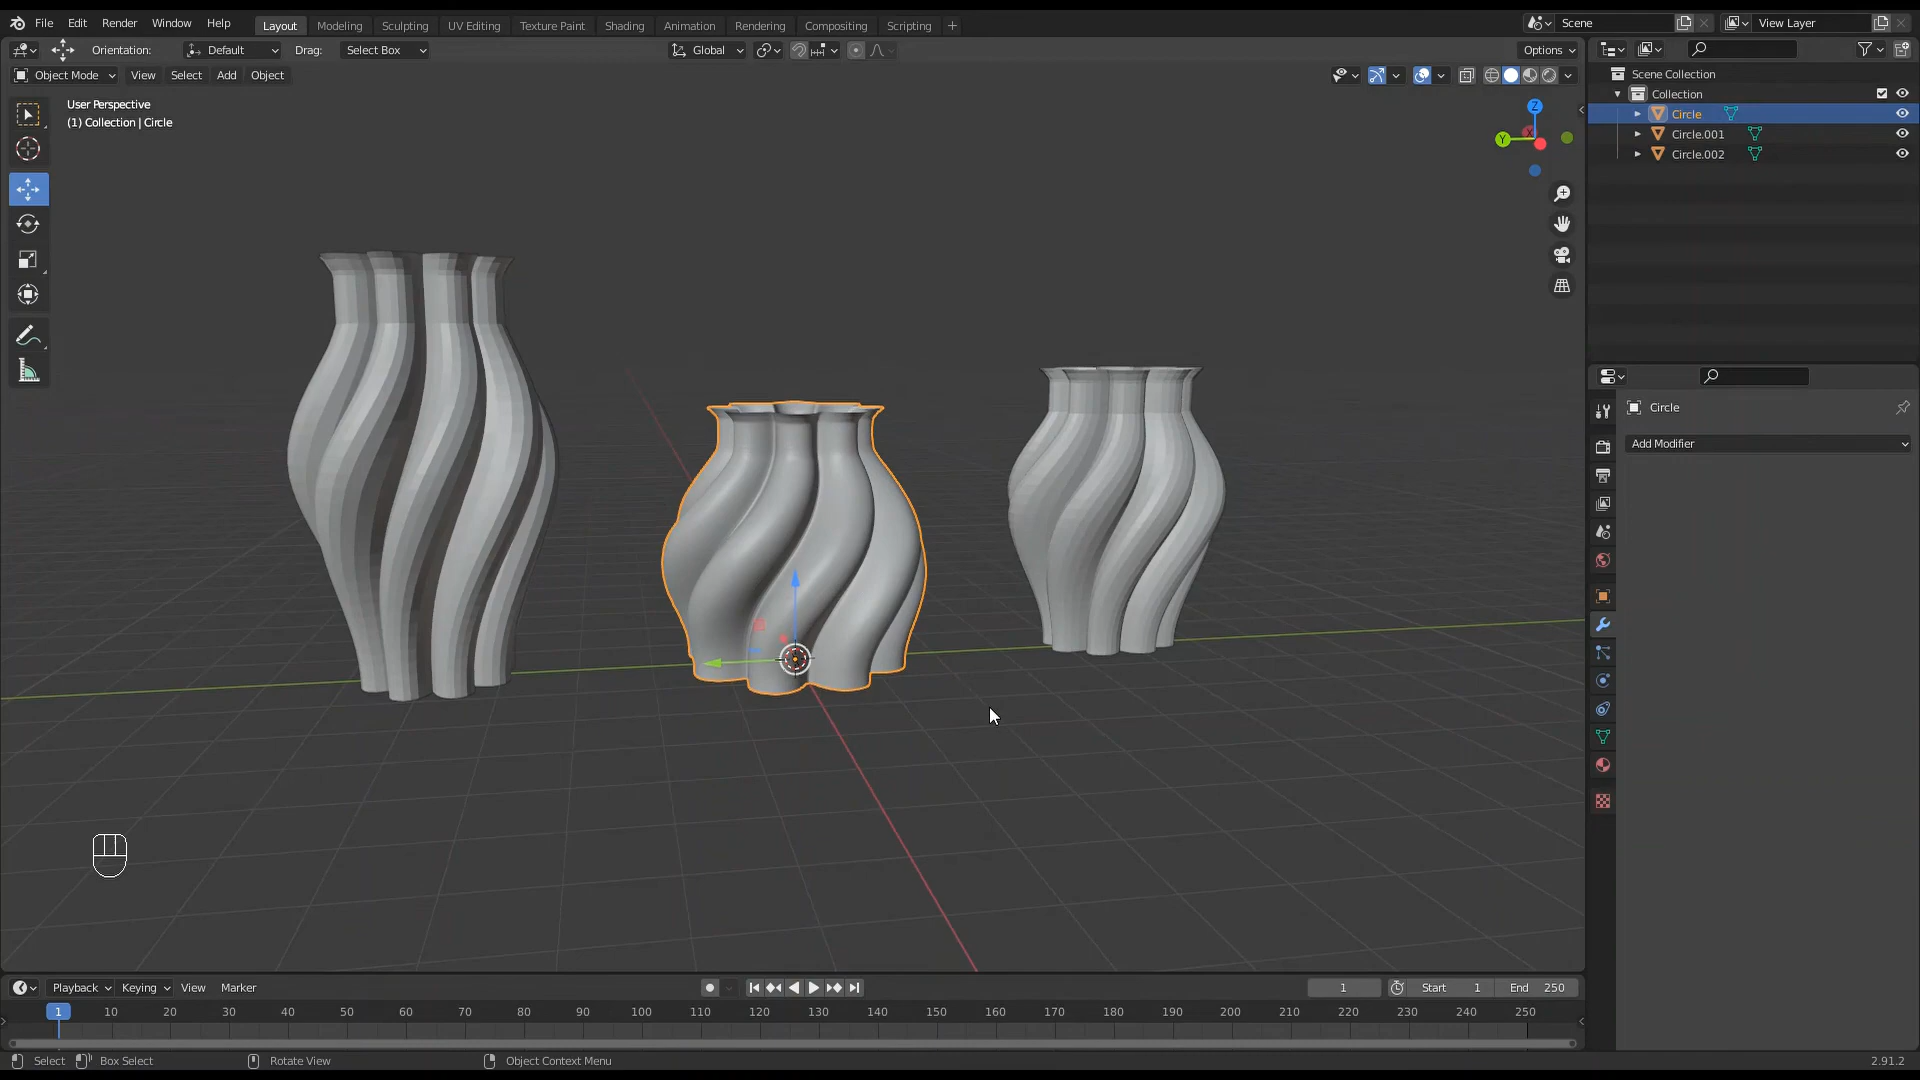 File Edit Render Window Help Layout Modeling Sculpting UV Editing Texture Paint Shading Animation Rendering Compositing Scripting + Scene View Layer
Orientation: Default Drag: Select Box Global Options
Object Mode View Select Add Object
Scene Collection
Collection
Circle
Circle.001
Circle.002
User Perspective
(1) Collection | Circle
Z
Y
X
Circle
Add Modifier
Playback Keying View Marker 1 Start 1 End 250
1 10 20 30 40 50 60 70 80 90 100 110 120 130 140 150 160 170 180 190 200 210 220 230 240 250
Select Box Select Rotate View Object Context Menu 2.91.2